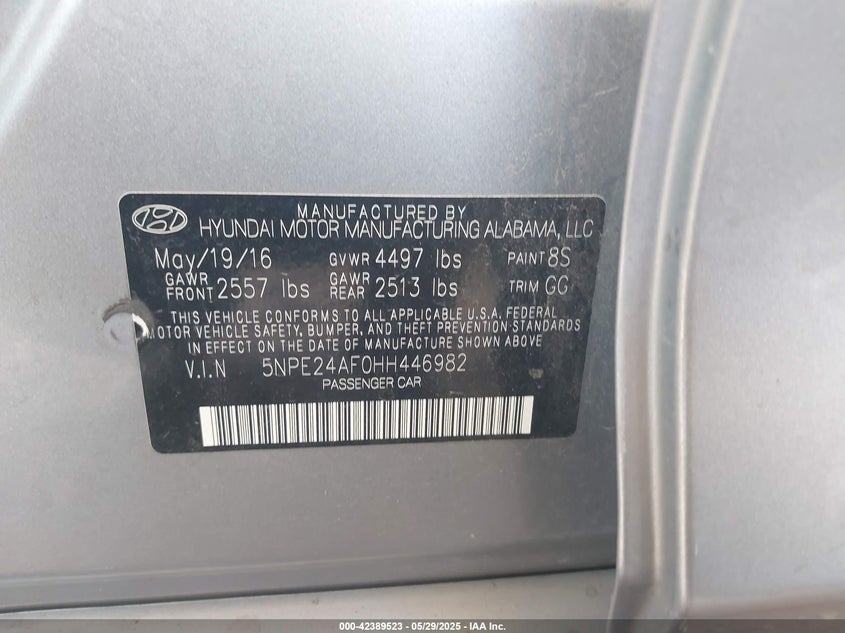 MANUFACTURED BY
HYUNDAI MOTOR MANUFACTURING ALABAMA, LLC
May/19/16 GVWR 4497 lbs PAINT 8S
GAWR FRONT 2557 lbs GAWR REAR 2513 lbs TRIM GG
THIS VEHICLE CONFORMS TO ALL APPLICABLE U.S.A. FEDERAL
MOTOR VEHICLE SAFETY, BUMPER, AND THEFT PREVENTION STANDARDS
IN EFFECT ON THE DATE OF MANUFACTURE SHOWN ABOVE
V.I.N 5NPE24AF0HH446982
PASSENGER CAR
000-42389523 - 05/29/2025 - IAA Inc.